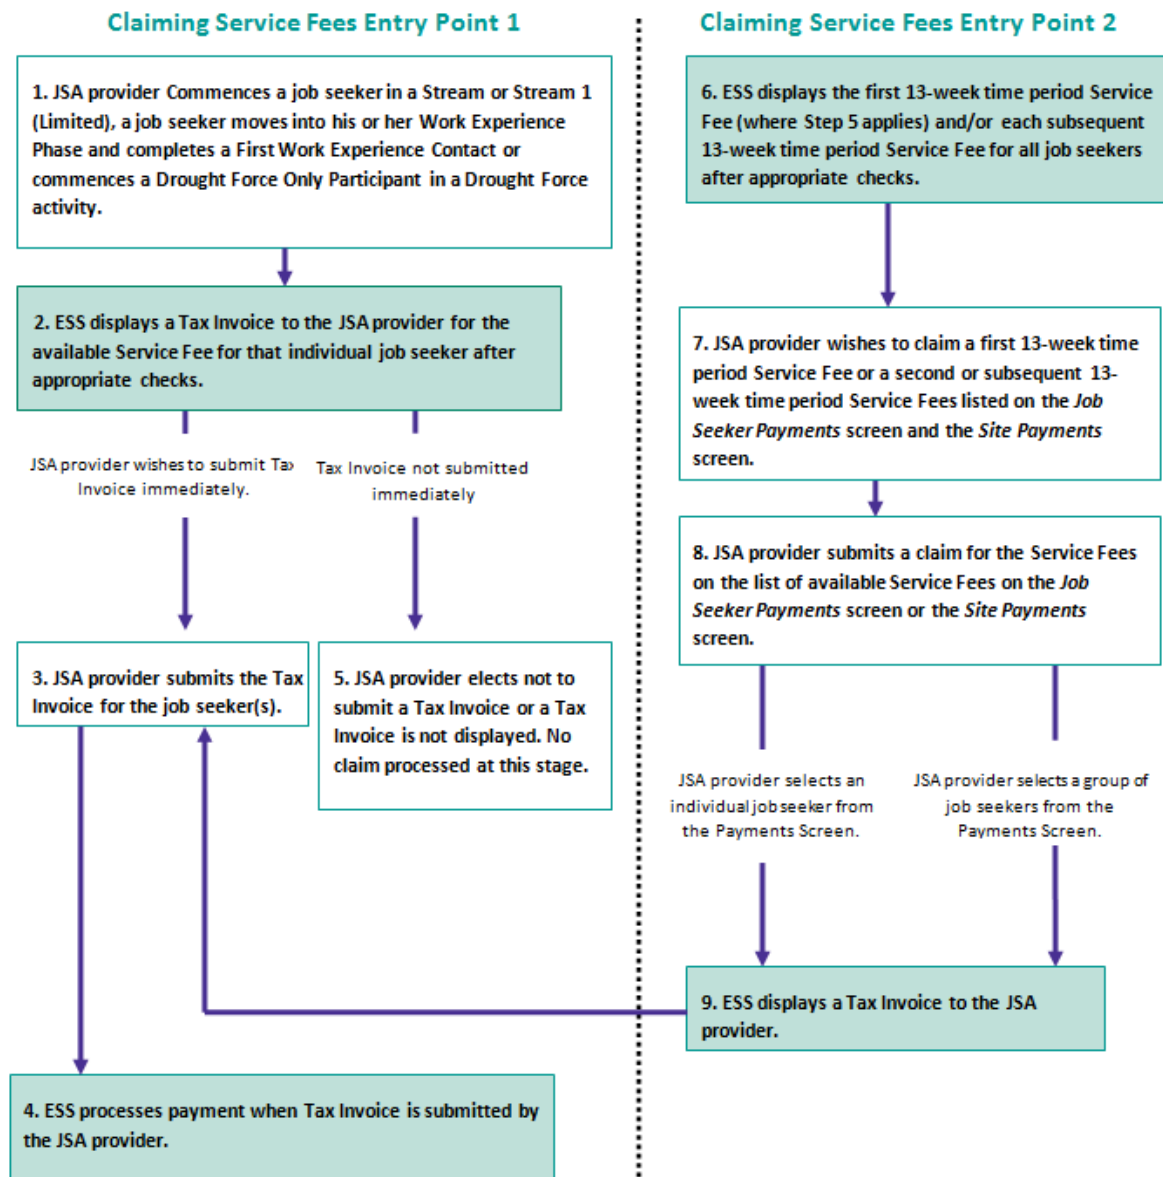 Claiming Service Fees Entry Point 1
1. JSA provider Commences a job seeker in a Stream or Stream 1
(Limited), a job seeker moves into his or her Work Experience
Phase and completes a First Work Experience Contact or
commences a Drought Force Only Participant in a Drought Force
activity.
2. ESS displays a Tax Invoice to the JSA provider for the
available Service Fee for that individual job seeker after
appropriate checks.
JSA provider wishes to submit Tax
Invoice immediately.
Tax Invoice not submitted
immediately
3. JSA provider submits the Tax
Invoice for the job seeker(s).
5. JSA provider elects not to
submit a Tax Invoice or a Tax
Invoice is not displayed. No
claim processed at this stage.
4. ESS processes payment when Tax Invoice is submitted by
the JSA provider.
Claiming Service Fees Entry Point 2
6. ESS displays the first 13-week time period Service
Fee (where Step 5 applies) and/or each subsequent
13-week time period Service Fee for all job seekers
after appropriate checks.
7. JSA provider wishes to claim a first 13-week time
period Service Fee or a second or subsequent 13-
week time period Service Fees listed on the Job
Seeker Payments screen and the Site Payments
screen.
8. JSA provider submits a claim for the Service Fees
on the list of available Service Fees on the Job
Seeker Payments screen or the Site Payments
screen.
JSA provider selects an
individual job seeker from
the Payments Screen.
JSA provider selects a group of
job seekers from the
Payments Screen.
9. ESS displays a Tax Invoice to the JSA
provider.